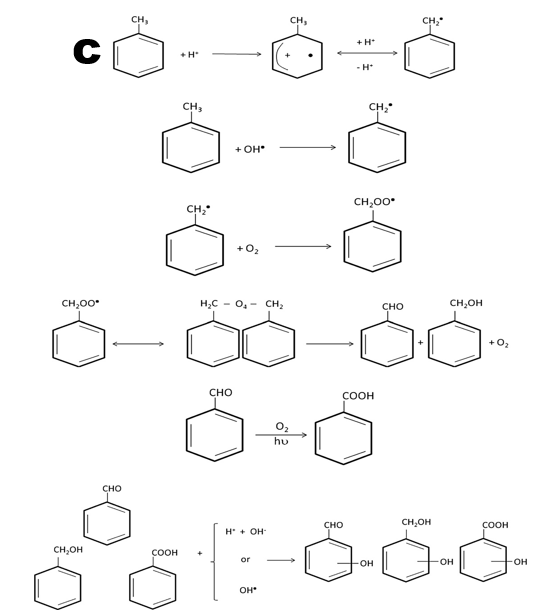 C
CH₃ CH₃ CH₂•
+ H⁺ + • + H⁺
- H⁺
CH₃ CH₂•
+ OH•
CH₂• CH₂OO•
+ O₂
CH₂OO• H₂C – O₄ – CH₂ CHO CH₂OH
+ + O₂
CHO COOH
O₂
hυ
CHO
CH₂OH COOH + H⁺ + OH⁻
or
OH•
CHO CH₂OH COOH
OH OH OH